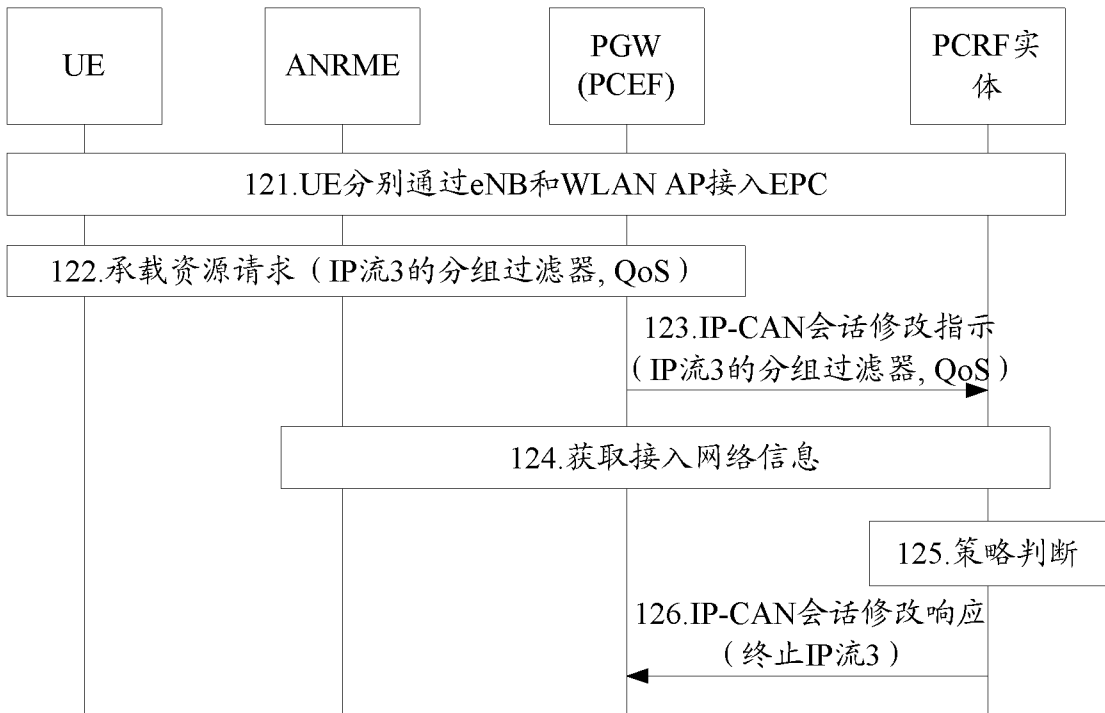 UE
ANRME
PGW
(PCEF)
PCRF实
体
121.UE分别通过eNB和WLAN AP接入EPC
122.承载资源请求（IP流3的分组过滤器, QoS）
123.IP-CAN会话修改指示
（IP流3的分组过滤器, QoS）
124.获取接入网络信息
125.策略判断
126.IP-CAN会话修改响应
（终止IP流3）